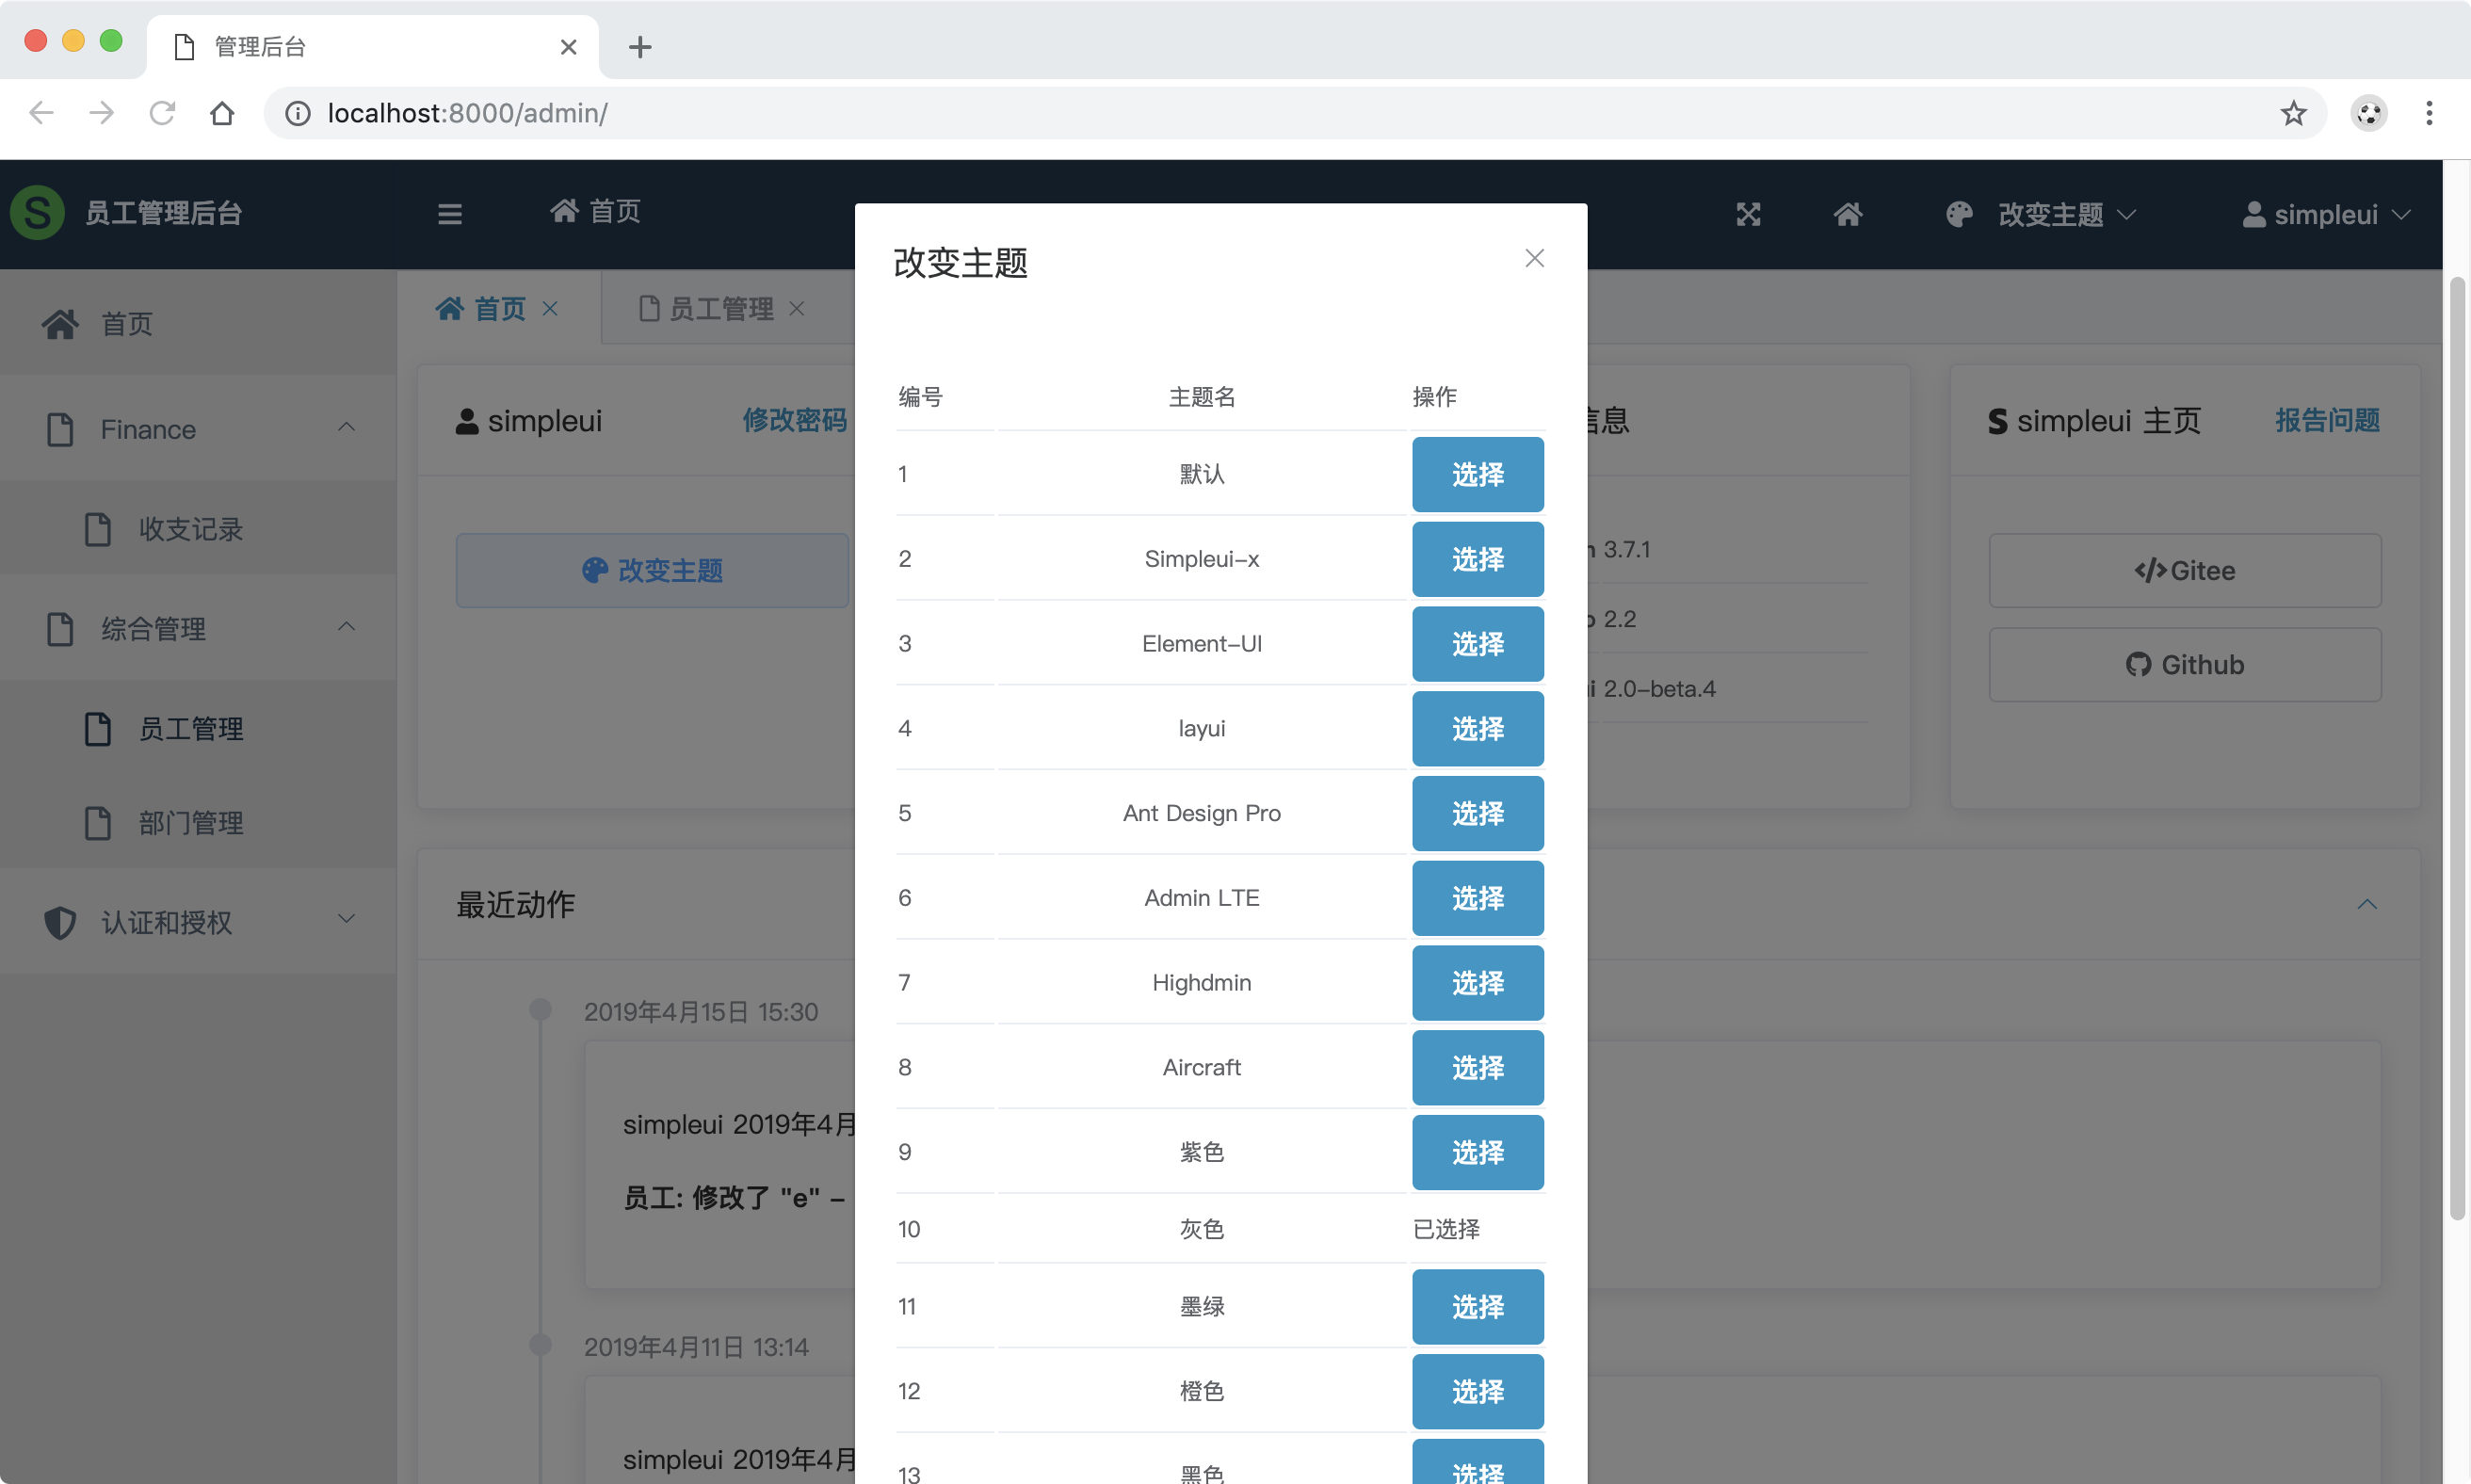 管理后台
localhost:8000/admin/
员工管理后台
首页
改变主题
simpleui
首页
Finance
收支记录
综合管理
员工管理
部门管理
认证和授权
首页
员工管理
simpleui
修改密码
改变主题
信息
3.7.1
2.2
2.0-beta.4
simpleui 主页
报告问题
Gitee
Github
最近动作
2019年4月15日 15:30
simpleui 2019年4月
员工: 修改了 "e" –
2019年4月11日 13:14
simpleui 2019年4月
改变主题
编号 主题名 操作
1 默认 选择
2 Simpleui-x 选择
3 Element-UI 选择
4 layui 选择
5 Ant Design Pro 选择
6 Admin LTE 选择
7 Highdmin 选择
8 Aircraft 选择
9 紫色 选择
10 灰色 已选择
11 墨绿 选择
12 橙色 选择
13 黑色 选择